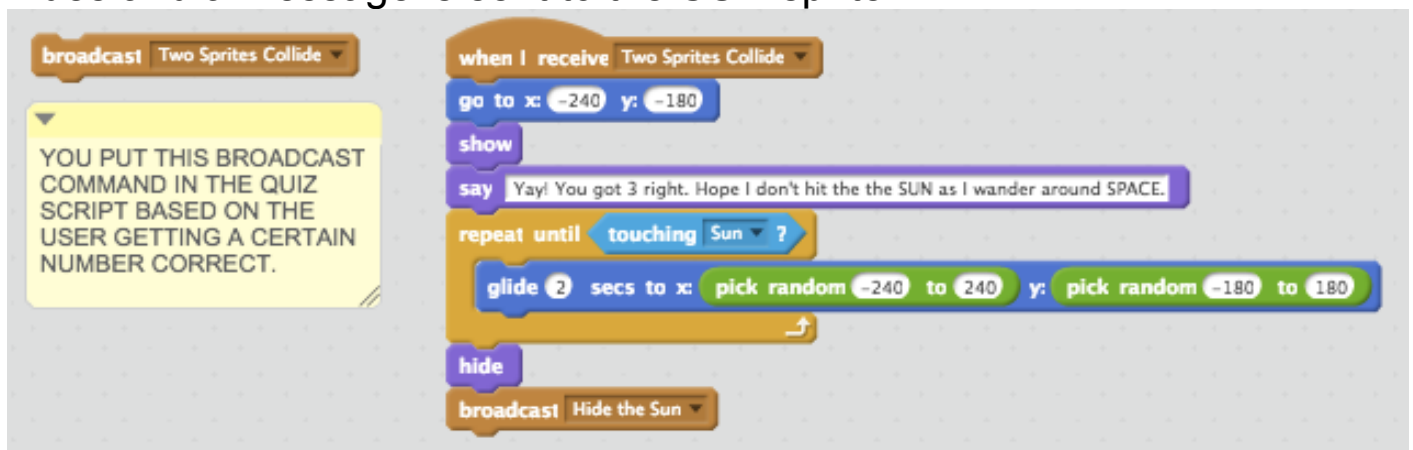 broadcast Two Sprites Collide
YOU PUT THIS BROADCAST
COMMAND IN THE QUIZ
SCRIPT BASED ON THE
USER GETTING A CERTAIN
NUMBER CORRECT.
when I receive Two Sprites Collide
go to x: -240 y: -180
show
say Yay! You got 3 right. Hope I don't hit the the SUN as I wander around SPACE.
repeat until touching Sun ?
glide 2 secs to x: pick random -240 to 240 y: pick random -180 to 180
hide
broadcast Hide the Sun